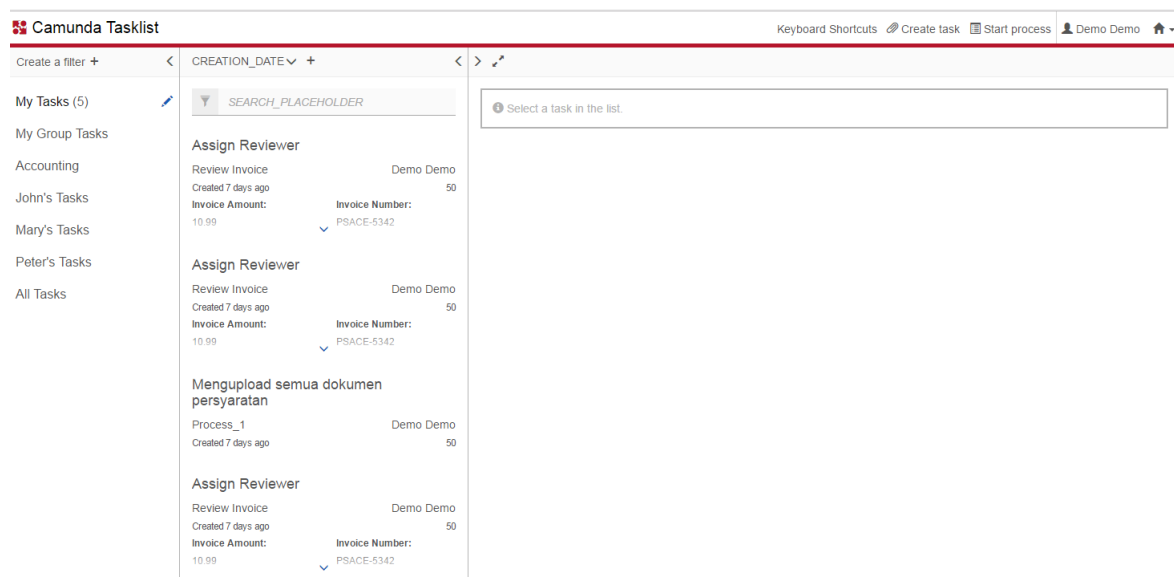 Camunda Tasklist
Keyboard Shortcuts Create task Start process Demo Demo
Create a filter +
My Tasks (5)
My Group Tasks
Accounting
John's Tasks
Mary's Tasks
Peter's Tasks
All Tasks
CREATION_DATE +
SEARCH_PLACEHOLDER
Assign Reviewer
Review Invoice Demo Demo
Created 7 days ago 50
Invoice Amount: Invoice Number:
10.99 PSACE-5342
Assign Reviewer
Review Invoice Demo Demo
Created 7 days ago 50
Invoice Amount: Invoice Number:
10.99 PSACE-5342
Mengupload semua dokumen
persyaratan
Process_1 Demo Demo
Created 7 days ago 50
Assign Reviewer
Review Invoice Demo Demo
Created 7 days ago 50
Invoice Amount: Invoice Number:
10.99 PSACE-5342
Select a task in the list.